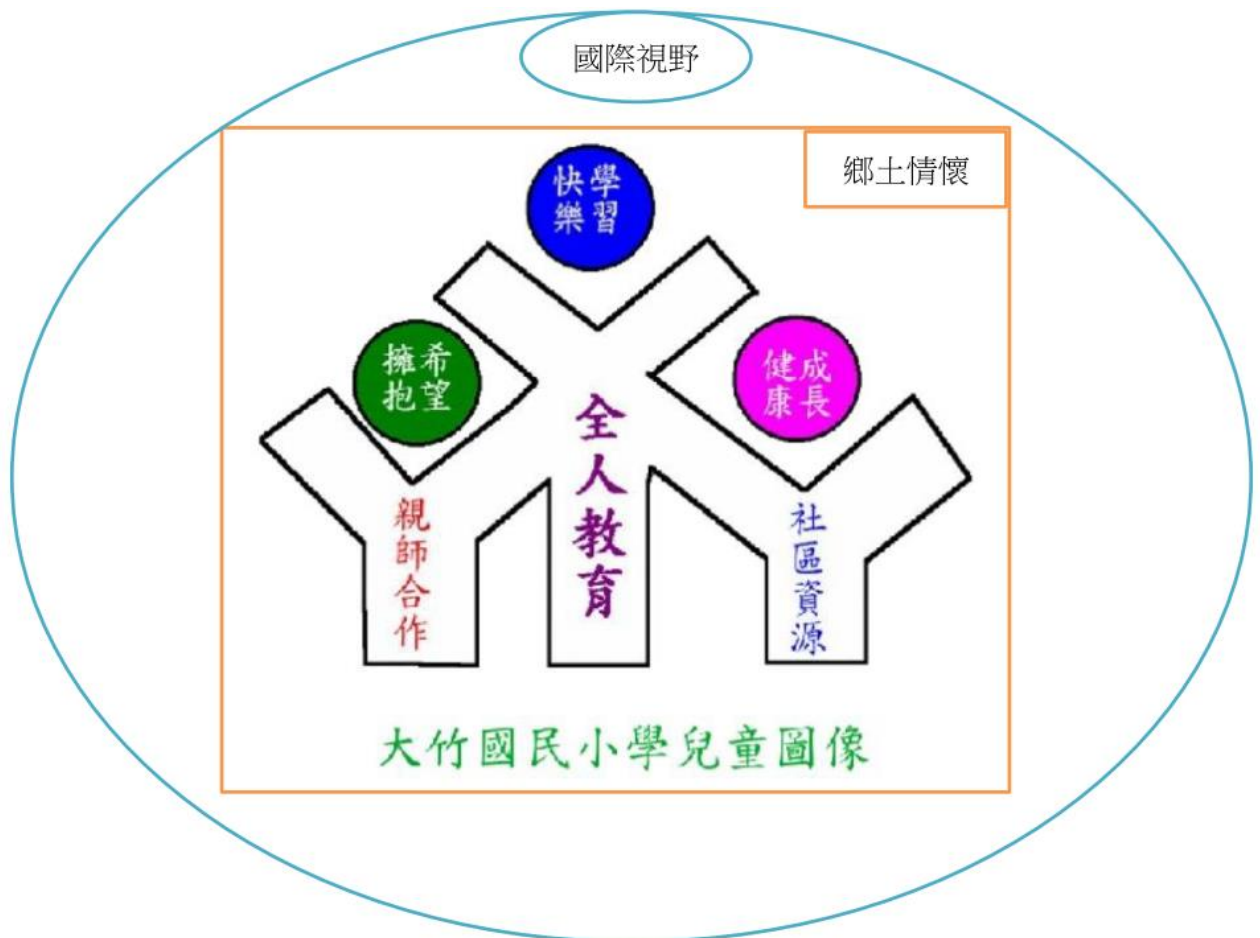 國際視野
鄉土情懷
快樂
學習
擁抱
希望
健康
成長
全人教育
親師合作
社區資源
大竹國民小學兒童圖像